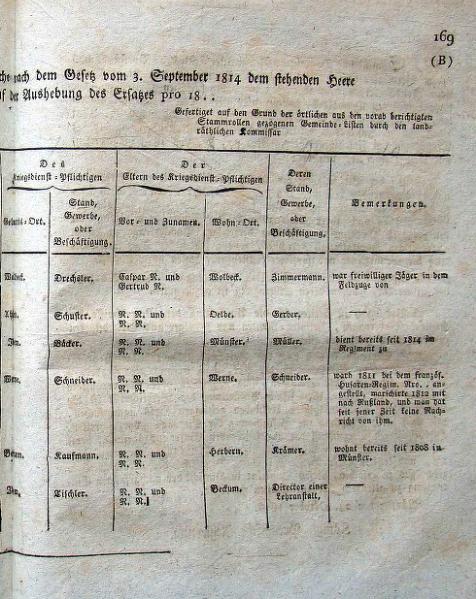 169
(B)
nach dem Gesetz vom 3. September 1814 dem stehenden Heere
der Aushebung des Ersatzes pro 18..
Gefertiget auf den Grund der örtlichen aus den vorab berichtigten
Stammrollen gezogenen Gemeinde-Listen durch den land-
räthlichen Kommissar
Des
Kriegsdienst-Pflichtigen
Der
Eltern des Kriegsdienst-Pflichtigen
Deren
Stand,
Gewerbe,
oder
Beschäftigung.
Bemerkungen.
Geburts-Ort.
Stand,
Gewerbe,
oder
Beschäftigung.
Vor- und Zunamen.
Wohn-Ort.
Drechsler.
Caspar N. und
Gertrud N.
Wolbeck.
Zimmermann.
war freiwilliger Jäger in dem
Feldzuge von
Schuster.
N. N. und
N. N.
Oelde.
Gerber.
—
Bäcker.
N. N. und
N. N.
Münster.
Müller.
dient bereits seit 1814 im
Regiment zu
Schneider.
N. N. und
N. N.
Werne.
Schneider.
ward 1811 bei dem französ.
Husaren-Regim. Nro.. an-
gestellt, marschirte 1812 mit
nach Rußland, und man hat
seit jener Zeit keine Nach-
richt von ihm.
Kaufmann.
N. N. und
N. N.
Herbern.
Krämer.
wohnt bereits seit 1808 in
Münster.
Tischler.
N. N. und
N. N.
Beckum.
Director einer
Lehranstalt,
—